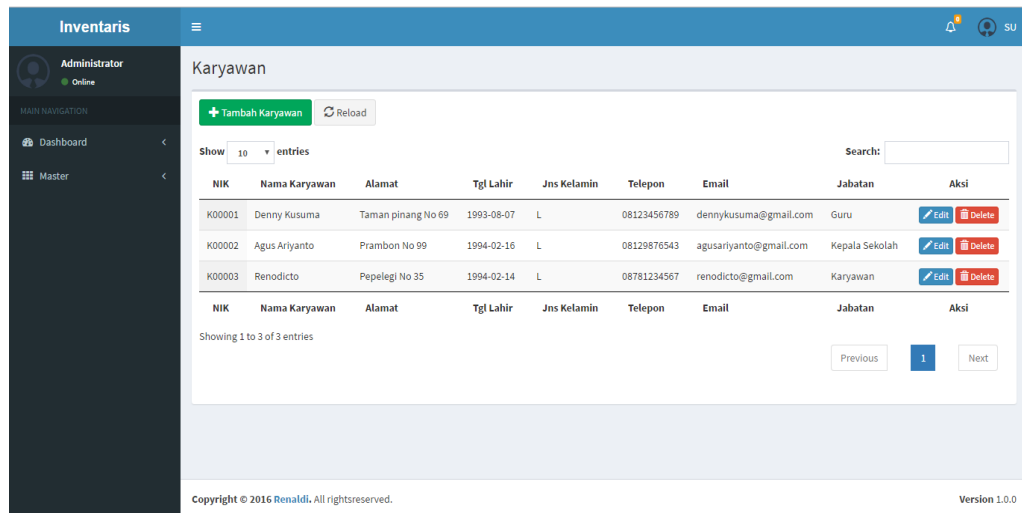 Inventaris
0
SU
Administrator
Online
MAIN NAVIGATION
Dashboard
Master
Karyawan
Tambah Karyawan Reload
Show 10 entries Search:
NIK Nama Karyawan Alamat Tgl Lahir Jns Kelamin Telepon Email Jabatan Aksi
K00001 Denny Kusuma Taman pinang No 69 1993-08-07 L 08123456789 dennykusuma@gmail.com Guru Edit Delete
K00002 Agus Ariyanto Prambon No 99 1994-02-16 L 08129876543 agusariyanto@gmail.com Kepala Sekolah Edit Delete
K00003 Renodicto Pepelegi No 35 1994-02-14 L 08781234567 renodicto@gmail.com Karyawan Edit Delete
NIK Nama Karyawan Alamat Tgl Lahir Jns Kelamin Telepon Email Jabatan Aksi
Showing 1 to 3 of 3 entries
Previous 1 Next
Copyright © 2016 Renaldi. All rightsreserved. Version 1.0.0